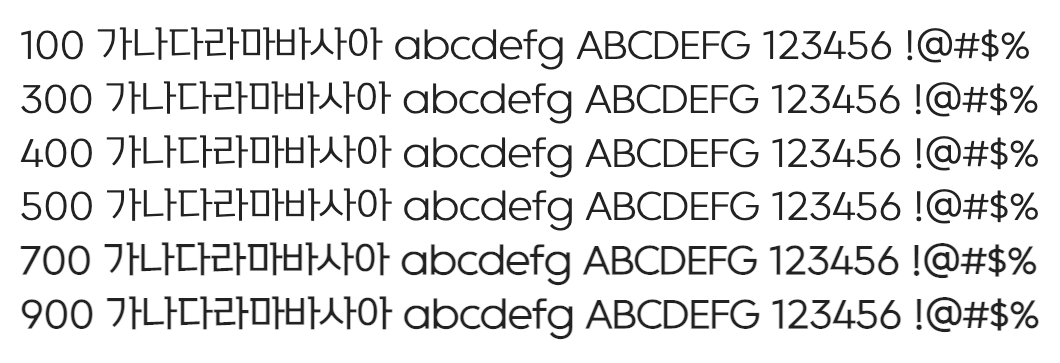 100 가나다라마바사아 abcdefg ABCDEFG 123456 !@#$%
300 가나다라마바사아 abcdefg ABCDEFG 123456 !@#$%
400 가나다라마바사아 abcdefg ABCDEFG 123456 !@#$%
500 가나다라마바사아 abcdefg ABCDEFG 123456 !@#$%
700 가나다라마바사아 abcdefg ABCDEFG 123456 !@#$%
900 가나다라마바사아 abcdefg ABCDEFG 123456 !@#$%